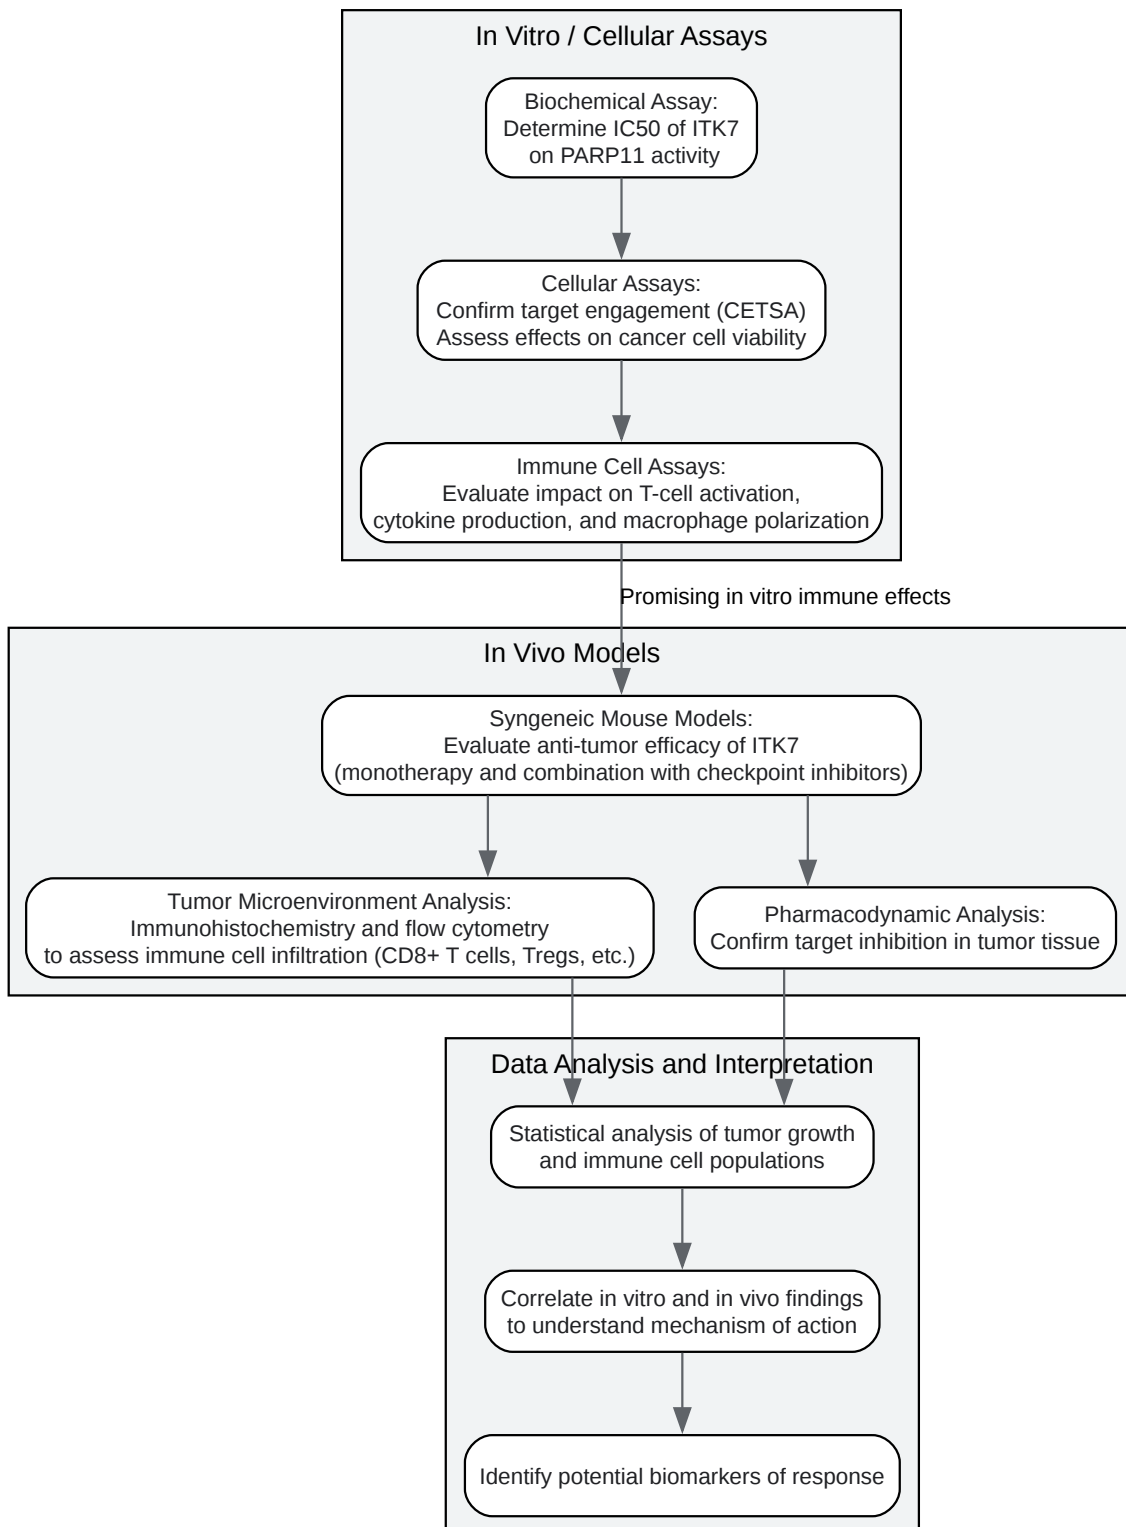 In Vitro / Cellular Assays
Biochemical Assay:
Determine IC50 of ITK7
on PARP11 activity
Cellular Assays:
Confirm target engagement (CETSA)
Assess effects on cancer cell viability
Immune Cell Assays:
Evaluate impact on T-cell activation,
cytokine production, and macrophage polarization
Promising in vitro immune effects
In Vivo Models
Syngeneic Mouse Models:
Evaluate anti-tumor efficacy of ITK7
(monotherapy and combination with checkpoint inhibitors)
Tumor Microenvironment Analysis:
Immunohistochemistry and flow cytometry
to assess immune cell infiltration (CD8+ T cells, Tregs, etc.)
Pharmacodynamic Analysis:
Confirm target inhibition in tumor tissue
Data Analysis and Interpretation
Statistical analysis of tumor growth
and immune cell populations
Correlate in vitro and in vivo findings
to understand mechanism of action
Identify potential biomarkers of response